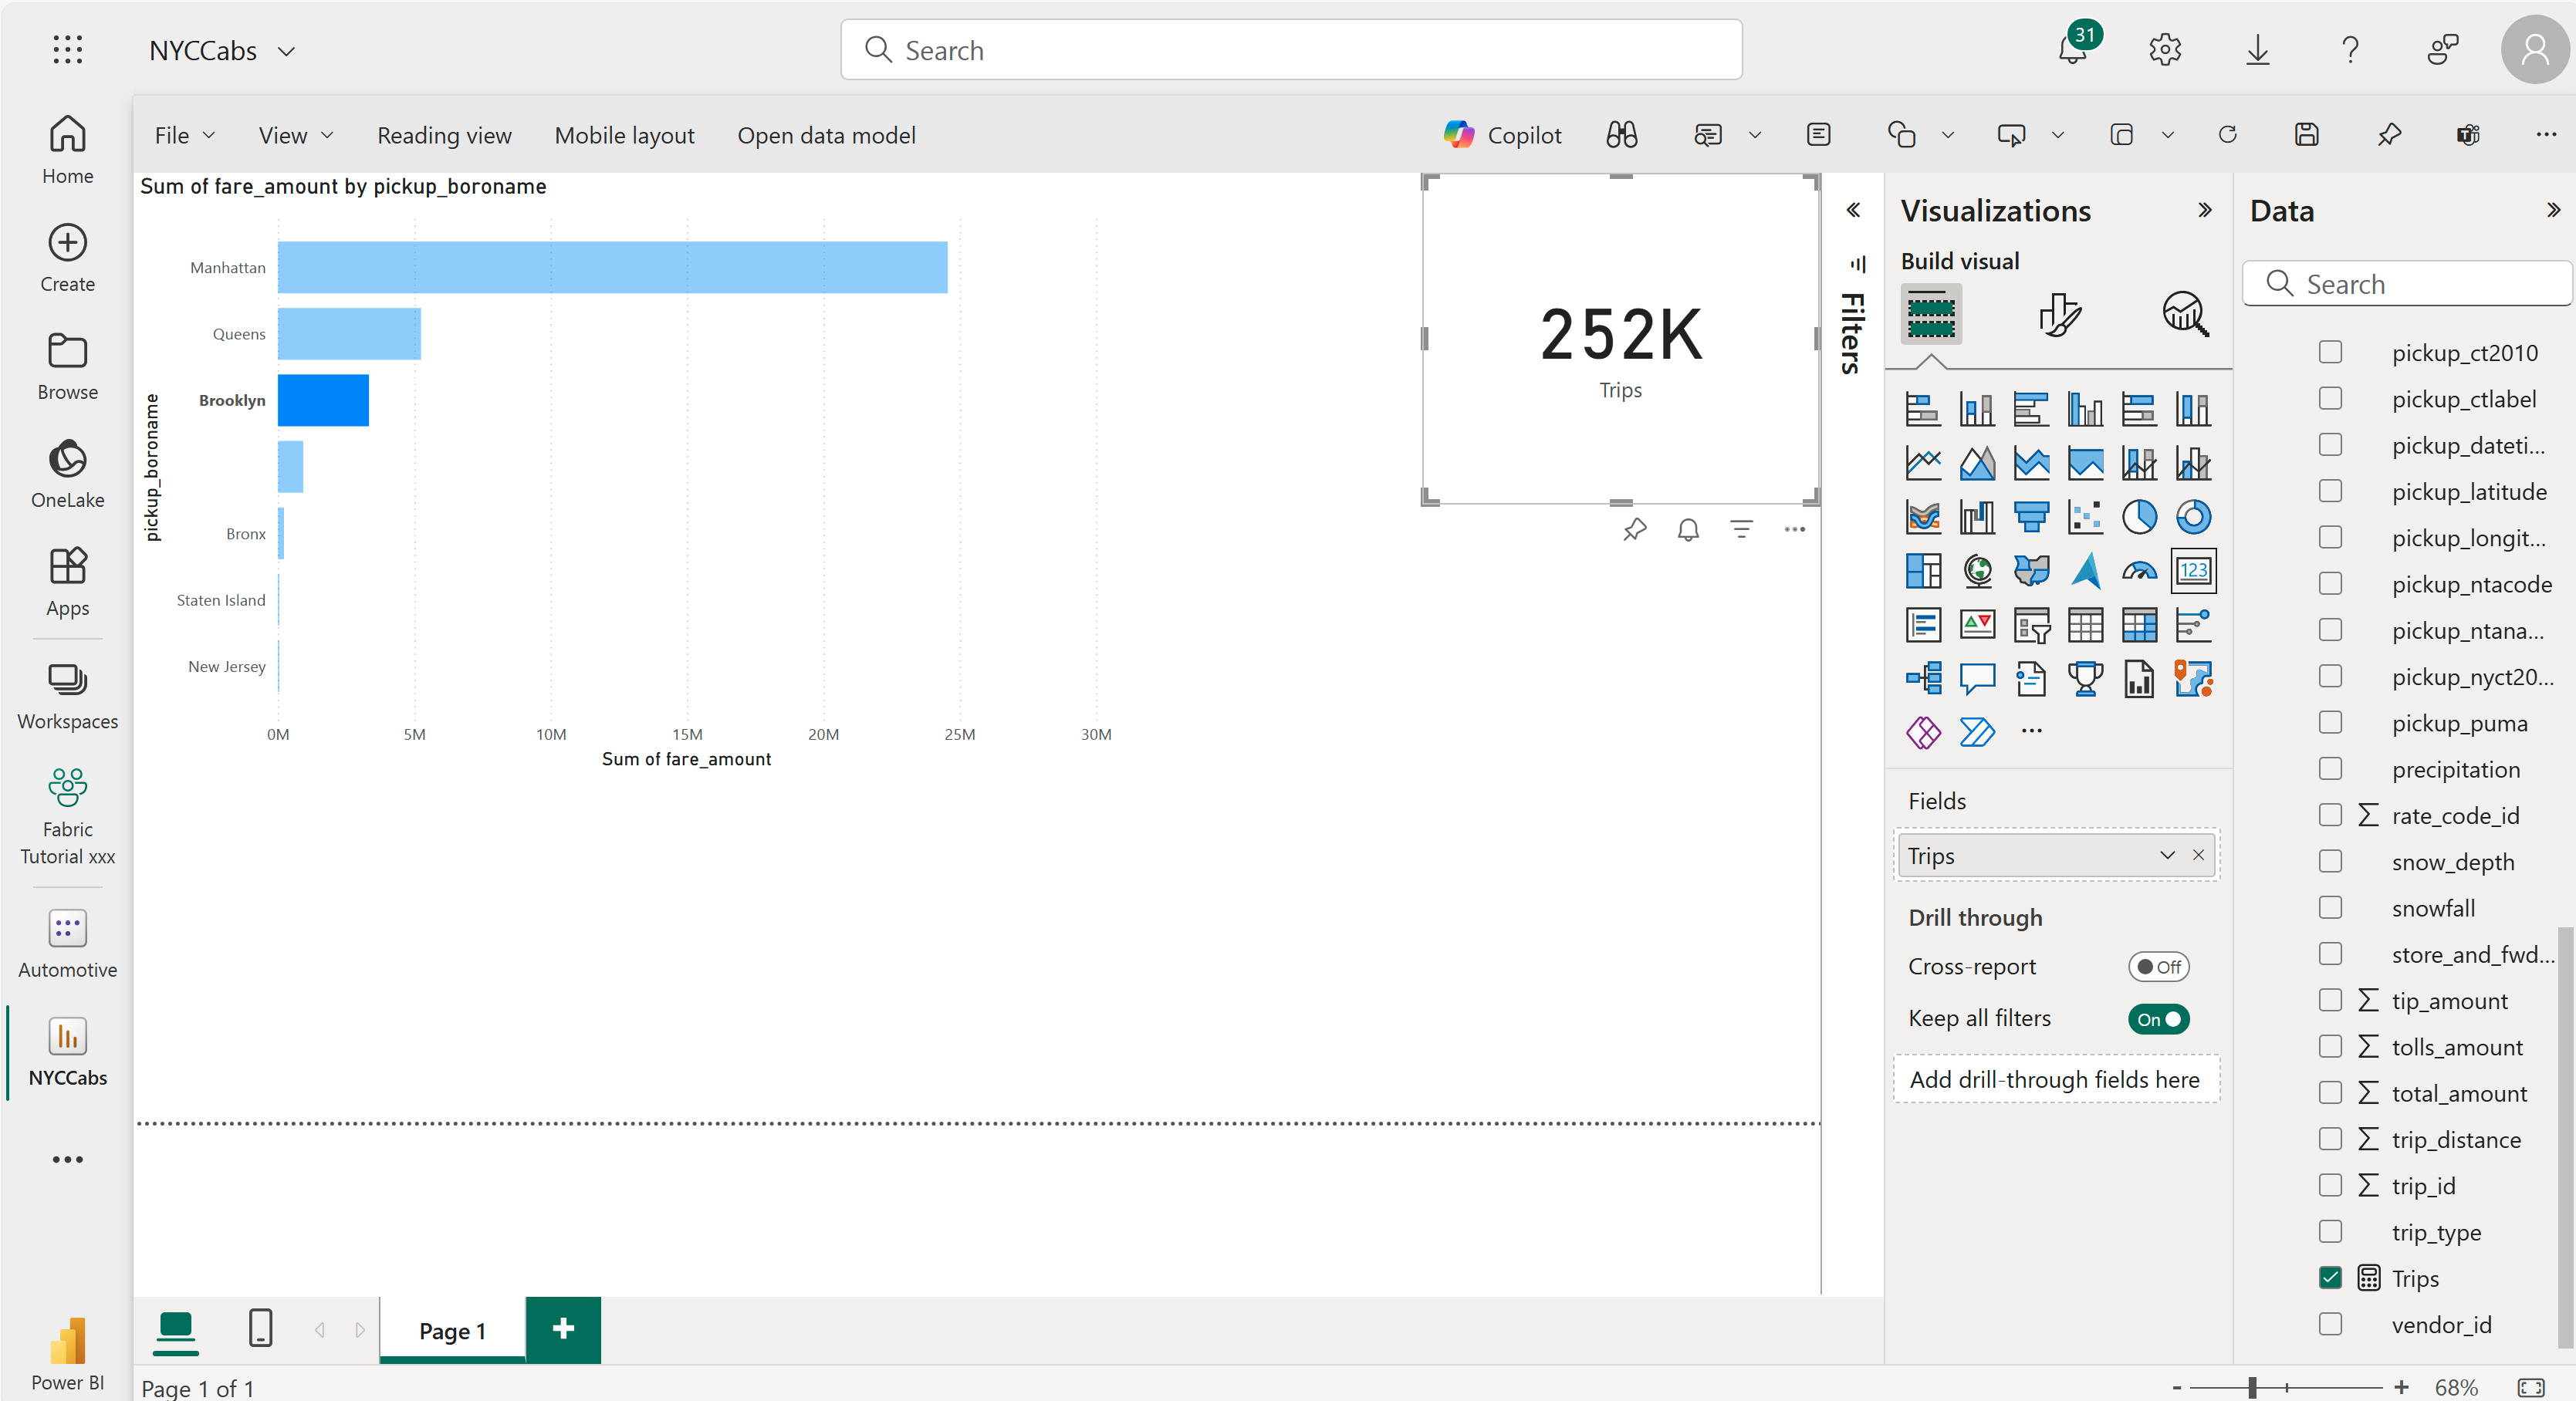 NYCCabs
Search
31
?
Home
Create
Browse
OneLake
Apps
Workspaces
Fabric
Tutorial xxx
Automotive
NYCCabs
Power BI
File
View
Reading view
Mobile layout
Open data model
Copilot
Sum of fare_amount by pickup_boroname
pickup_boroname
Manhattan
Queens
Brooklyn
Bronx
Staten Island
New Jersey
0M
5M
10M
15M
20M
25M
30M
Sum of fare_amount
252K
Trips
Filters
Visualizations
Build visual
123
Fields
Trips
Drill through
Cross-report
Off
Keep all filters
On
Add drill-through fields here
Data
Search
pickup_ct2010
pickup_ctlabel
pickup_dateti...
pickup_latitude
pickup_longit...
pickup_ntacode
pickup_ntana...
pickup_nyct20...
pickup_puma
precipitation
rate_code_id
snow_depth
snowfall
store_and_fwd...
tip_amount
tolls_amount
total_amount
trip_distance
trip_id
trip_type
Trips
vendor_id
Page 1
Page 1 of 1
- + 68%